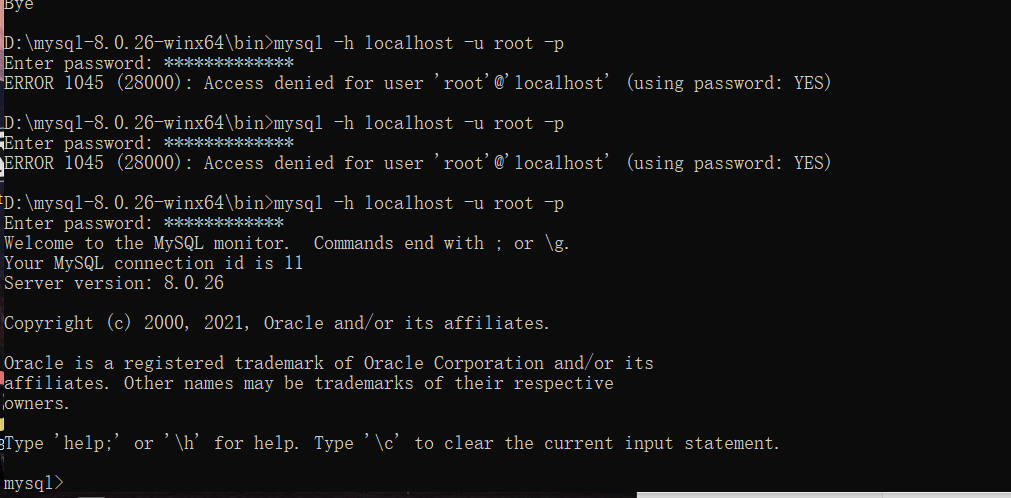 Bye
D:\mysql-8.0.26-winx64\bin>mysql -h localhost -u root -p
Enter password: *************
ERROR 1045 (28000): Access denied for user 'root'@'localhost' (using password: YES)
D:\mysql-8.0.26-winx64\bin>mysql -h localhost -u root -p
Enter password: *************
ERROR 1045 (28000): Access denied for user 'root'@'localhost' (using password: YES)
D:\mysql-8.0.26-winx64\bin>mysql -h localhost -u root -p
Enter password: ************
Welcome to the MySQL monitor.  Commands end with ; or \g.
Your MySQL connection id is 11
Server version: 8.0.26
Copyright (c) 2000, 2021, Oracle and/or its affiliates.
Oracle is a registered trademark of Oracle Corporation and/or its
affiliates. Other names may be trademarks of their respective
owners.
Type 'help;' or '\h' for help. Type '\c' to clear the current input statement.
mysql>